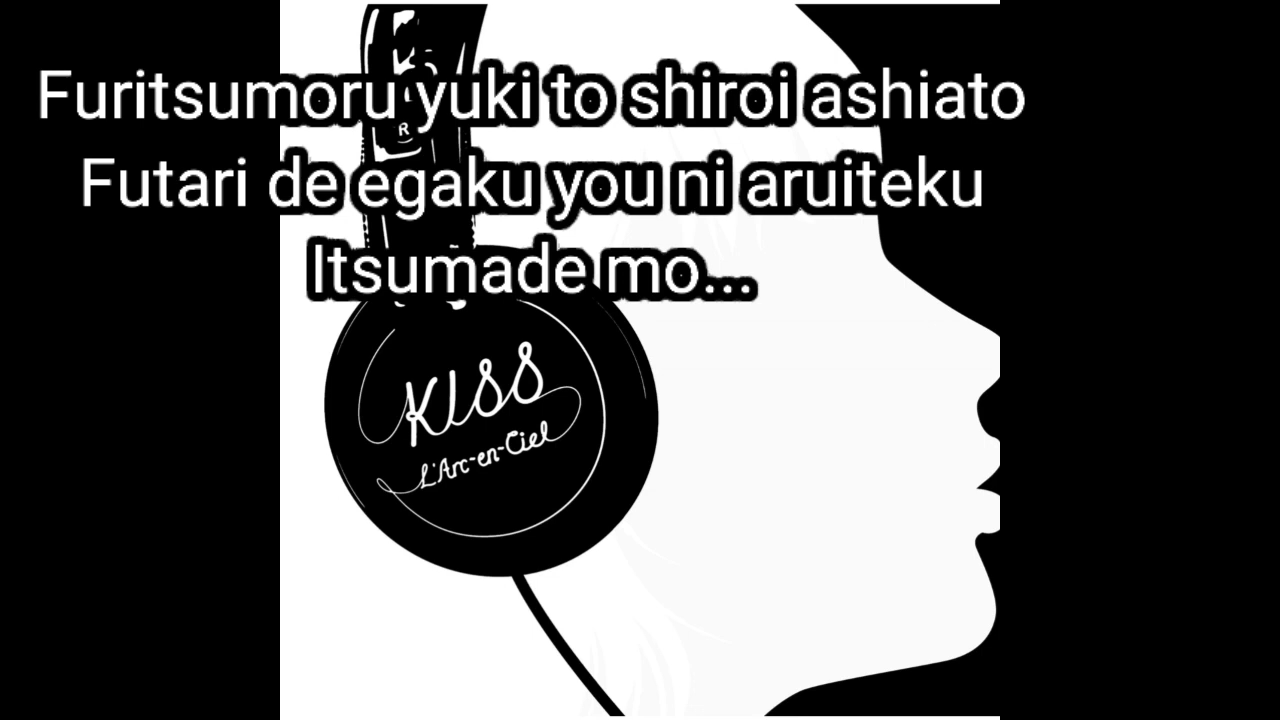 Furitsumoru yuki to shiroi ashiato
Futari de egaku you ni aruiteku
Itsumade mo...
R
KISS
L'Arc-en-Ciel